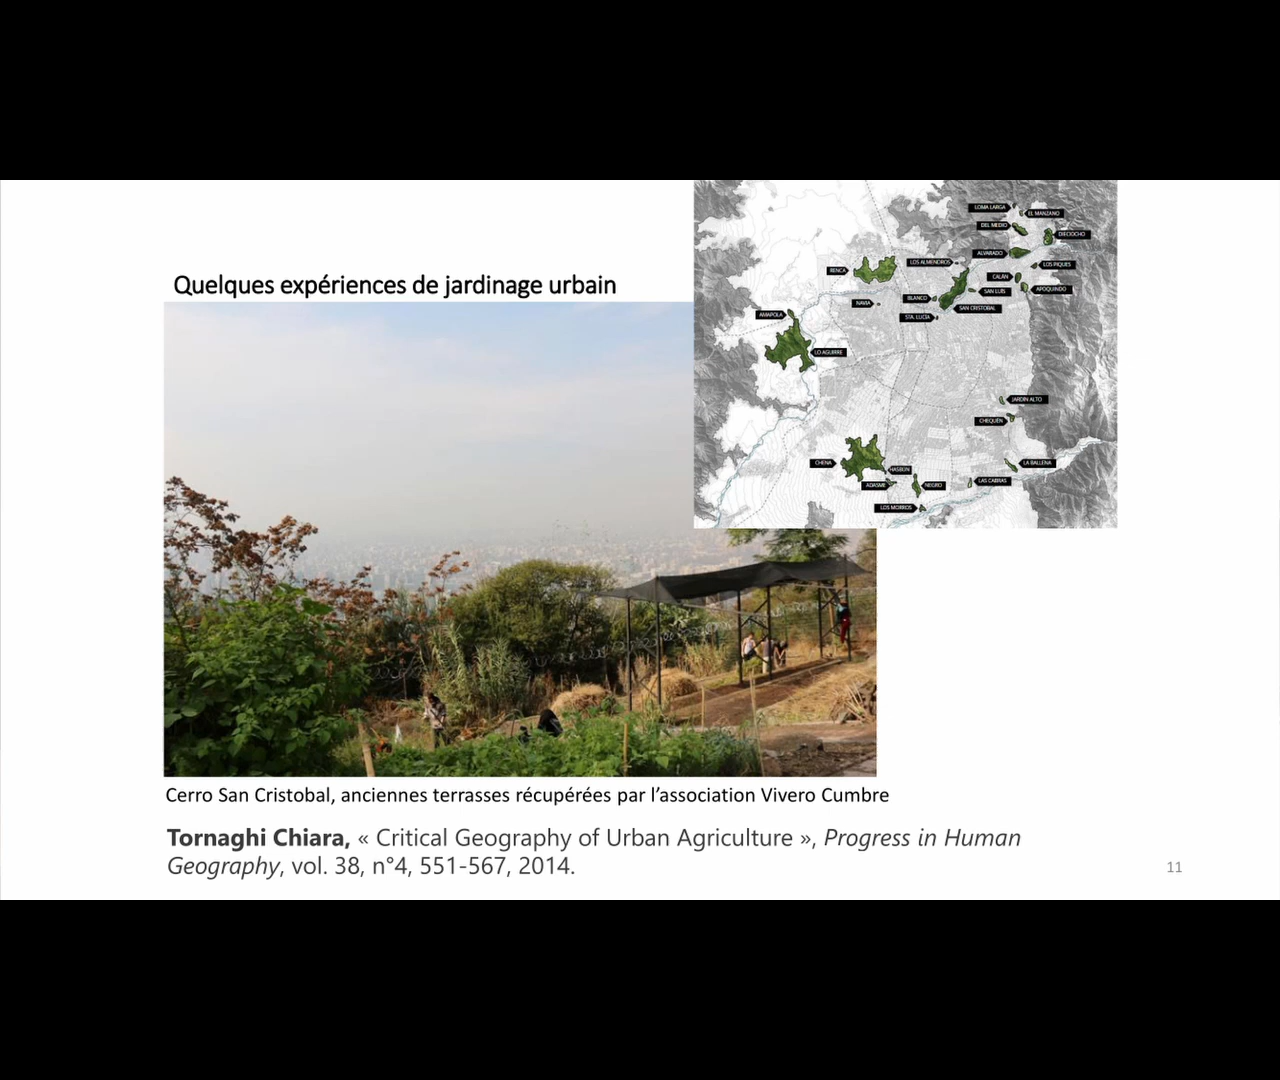 Quelques expériences de jardinage urbain
LOMA LARGA
EL MANZANO
DEL MEDIO
DIECIOCHO
ALVARADO
LOS PIQUES
LOS ALMENDROS
RENCA
CALÁN
APOQUINDO
SAN LUIS
BLANCO
NAVIA
SAN CRISTOBAL
STA. LUCÍA
AMAPOLA
LO AGUIRRE
JARDIN ALTO
CHEQUÉN
CHENA
HASBÚN
LA BALLENA
ADASME
NEGRO
LAS CABRAS
LOS MORROS
Cerro San Cristobal, anciennes terrasses récupérées par l’association Vivero Cumbre
Tornaghi Chiara, « Critical Geography of Urban Agriculture », Progress in Human
Geography, vol. 38, n°4, 551-567, 2014.
11